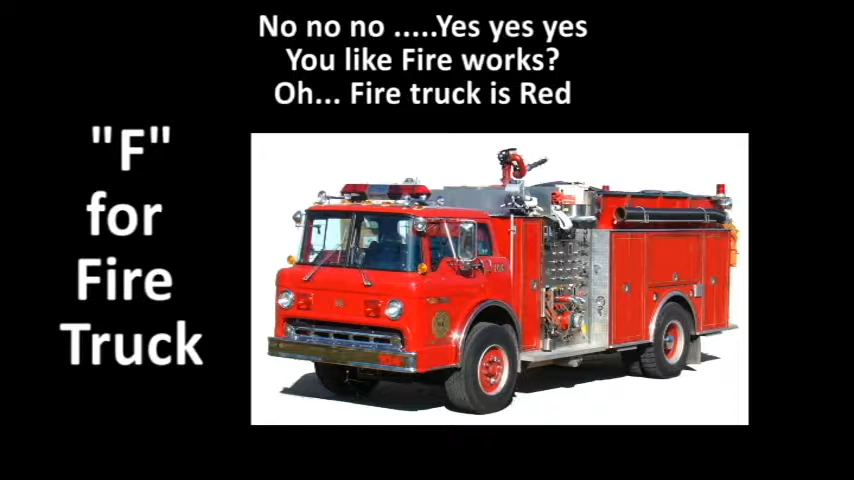 No no no .....Yes yes yes
You like Fire works?
Oh... Fire truck is Red
"F"
for
Fire
Truck